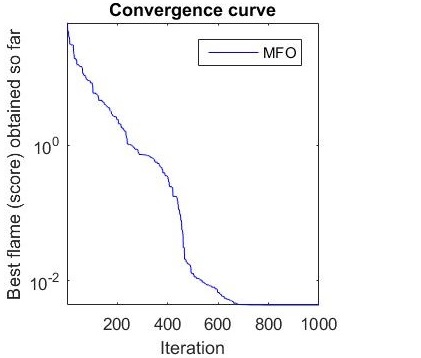 Convergence curve
MFO
Best flame (score) obtained so far
10^0
10^-2
200 400 600 800 1000
Iteration